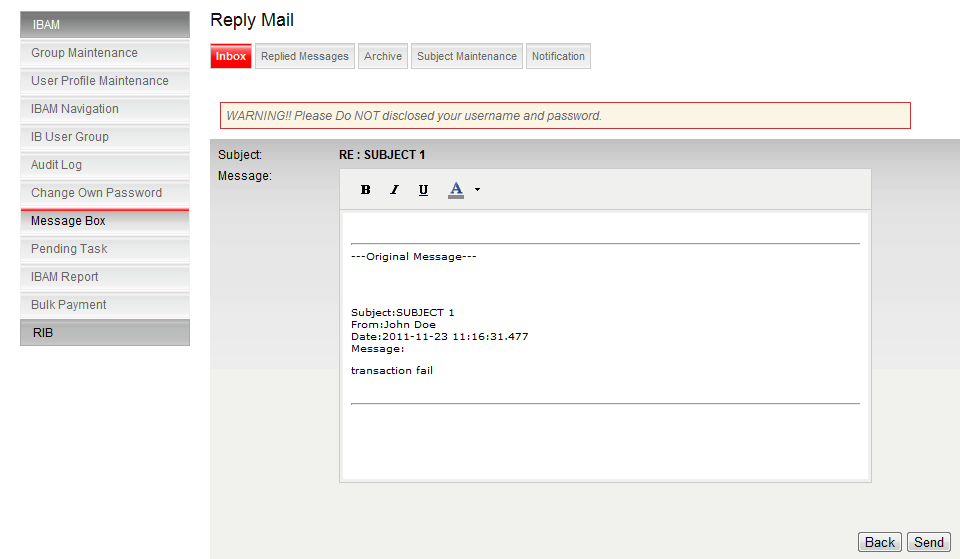 IBAM
Group Maintenance
User Profile Maintenance
IBAM Navigation
IB User Group
Audit Log
Change Own Password
Message Box
Pending Task
IBAM Report
Bulk Payment
RIB
Reply Mail
Inbox Replied Messages Archive Subject Maintenance Notification
WARNING!! Please Do NOT disclosed your username and password.
Subject: RE : SUBJECT 1
Message:
B I U A
---Original Message---
Subject:SUBJECT 1
From:John Doe
Date:2011-11-23 11:16:31.477
Message:
transaction fail
Back Send